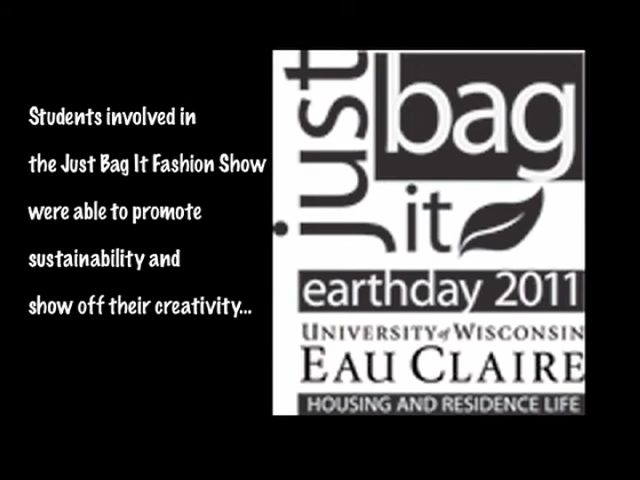 Students involved in
the Just Bag It Fashion Show
were able to promote
sustainability and
show off their creativity...
just
bag
it
earthday 2011
UNIVERSITY of WISCONSIN
EAU CLAIRE
HOUSING AND RESIDENCE LIFE